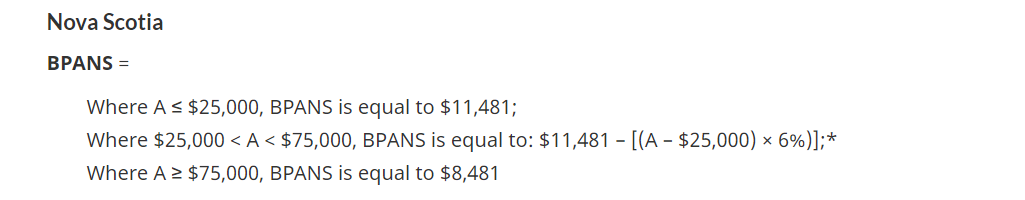 Nova Scotia
BPANS =
Where A ≤ $25,000, BPANS is equal to $11,481;
Where $25,000 < A < $75,000, BPANS is equal to: $11,481 – [(A – $25,000) × 6%)];*
Where A ≥ $75,000, BPANS is equal to $8,481